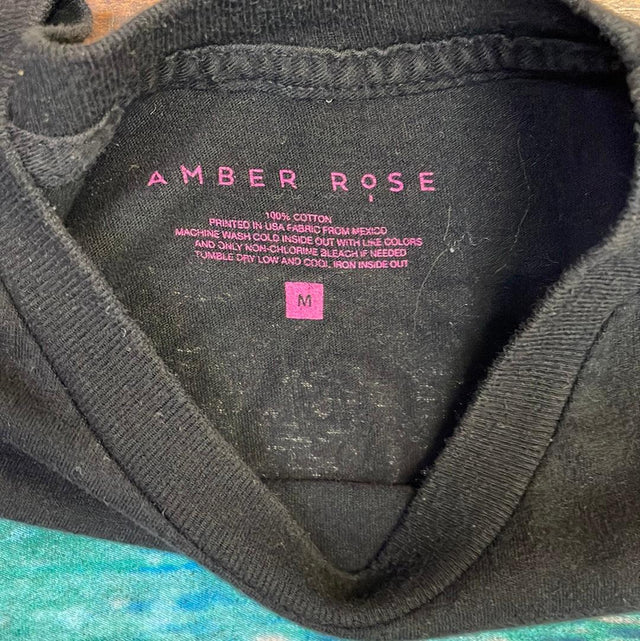 AMBER ROSE
100% COTTON
PRINTED IN USA FABRIC FROM MEXICO
MACHINE WASH COLD INSIDE OUT WITH LIKE COLORS
AND ONLY NON-CHLORINE BLEACH IF NEEDED
TUMBLE DRY LOW AND COOL IRON INSIDE OUT
M